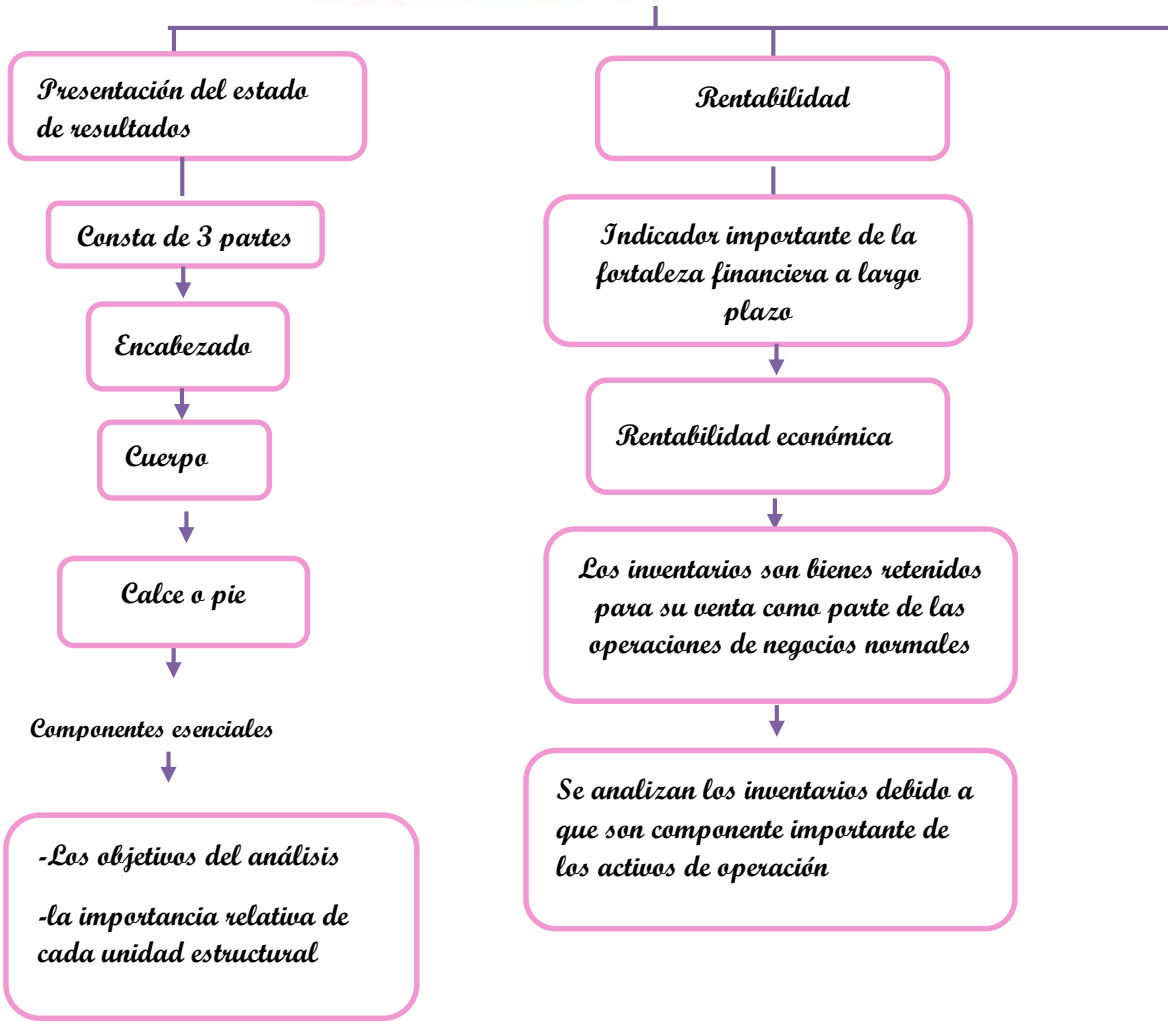 Presentación del estado
de resultados
Consta de 3 partes
Encabezado
Cuerpo
Calce o pie
Componentes esenciales
-Los objetivos del análisis
-la importancia relativa de
cada unidad estructural
Rentabilidad
Indicador importante de la
fortaleza financiera a largo
plazo
Rentabilidad económica
Los inventarios son bienes retenidos
para su venta como parte de las
operaciones de negocios normales
Se analizan los inventarios debido a
que son componente importante de
los activos de operación